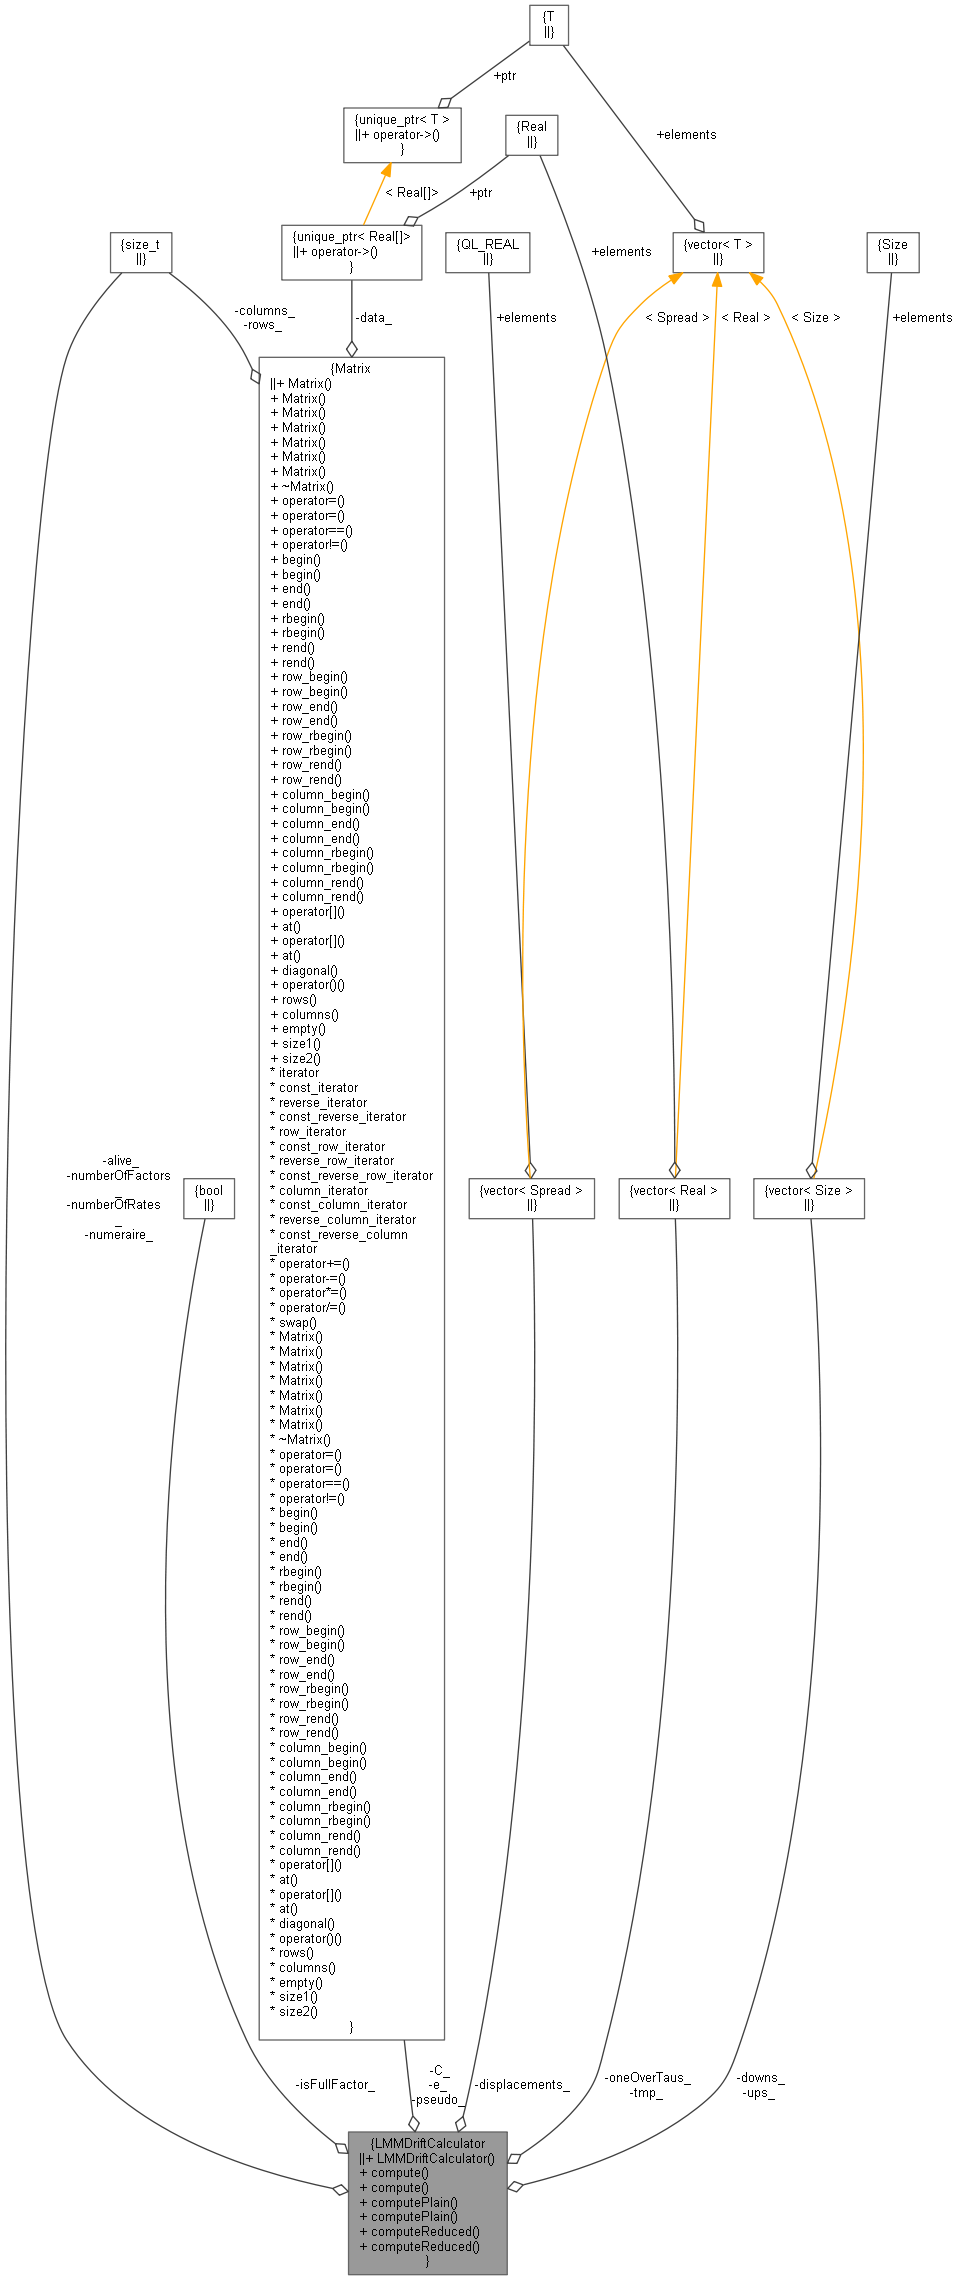 {T
||}
+ptr
{unique_ptr< T >
||+ operator->()
}
{Real
||}
+elements
< Real[]>
+ptr
{size_t
||}
{unique_ptr< Real[]>
||+ operator->()
}
{QL_REAL
||}
+elements
{vector< T >
||}
{Size
||}
-columns_
-rows_
-data_
+elements
< Spread >
< Real >
< Size >
+elements
{Matrix
||+ Matrix()
+ Matrix()
+ Matrix()
+ Matrix()
+ Matrix()
+ Matrix()
+ Matrix()
+ ~Matrix()
+ operator=()
+ operator=()
+ operator==()
+ operator!=()
+ begin()
+ begin()
+ end()
+ end()
+ rbegin()
+ rbegin()
+ rend()
+ rend()
+ row_begin()
+ row_begin()
+ row_end()
+ row_end()
+ row_rbegin()
+ row_rbegin()
+ row_rend()
+ row_rend()
+ column_begin()
+ column_begin()
+ column_end()
+ column_end()
+ column_rbegin()
+ column_rbegin()
+ column_rend()
+ column_rend()
+ operator[]()
+ at()
+ operator[]()
+ at()
+ diagonal()
+ operator()()
+ rows()
+ columns()
+ empty()
+ size1()
+ size2()
* iterator
* const_iterator
* reverse_iterator
* const_reverse_iterator
* row_iterator
* const_row_iterator
* reverse_row_iterator
* const_reverse_row_iterator
* column_iterator
* const_column_iterator
* reverse_column_iterator
* const_reverse_column
_iterator
* operator+=()
* operator-=()
* operator*=()
* operator/=()
* swap()
* Matrix()
* Matrix()
* Matrix()
* Matrix()
* Matrix()
* Matrix()
* Matrix()
* ~Matrix()
* operator=()
* operator=()
* operator==()
* operator!=()
* begin()
* begin()
* end()
* end()
* rbegin()
* rbegin()
* rend()
* rend()
* row_begin()
* row_begin()
* row_end()
* row_end()
* row_rbegin()
* row_rbegin()
* row_rend()
* row_rend()
* column_begin()
* column_begin()
* column_end()
* column_end()
* column_rbegin()
* column_rbegin()
* column_rend()
* column_rend()
* operator[]()
* at()
* operator[]()
* at()
* diagonal()
* operator()()
* rows()
* columns()
* empty()
* size1()
* size2()
}
-alive_
-numberOfFactors
_
-numberOfRates
_
-numeraire_
{bool
||}
{vector< Spread >
||}
{vector< Real >
||}
{vector< Size >
||}
-isFullFactor_
-C_
-e_
-pseudo_
-displacements_
-oneOverTaus_
-tmp_
-downs_
-ups_
{LMMDriftCalculator
||+ LMMDriftCalculator()
+ compute()
+ compute()
+ computePlain()
+ computePlain()
+ computeReduced()
+ computeReduced()
}